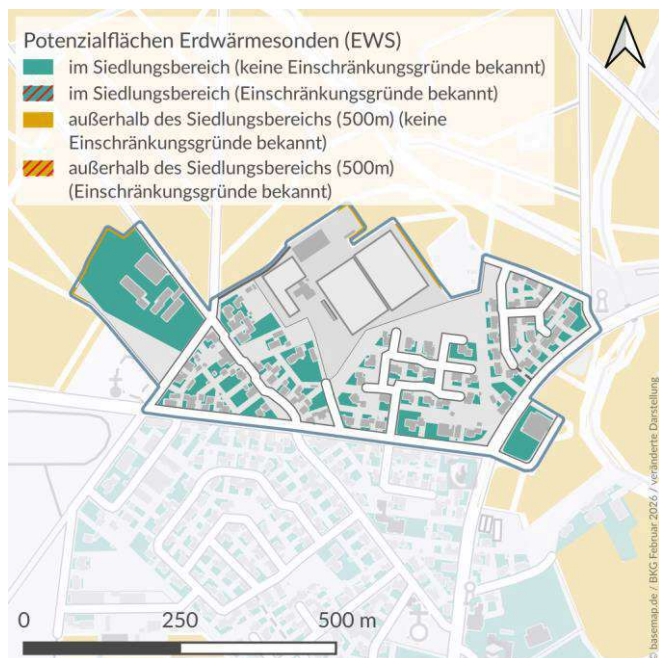 Potenzialflächen Erdwärmesonden (EWS)
im Siedlungsbereich (keine Einschränkungsgründe bekannt)
im Siedlungsbereich (Einschränkungsgründe bekannt)
außerhalb des Siedlungsbereichs (500m) (keine
Einschränkungsgründe bekannt)
außerhalb des Siedlungsbereichs (500m)
(Einschränkungsgründe bekannt)
0 250 500 m
© basemap.de / BKG Februar 2026 / veränderte Darstellung